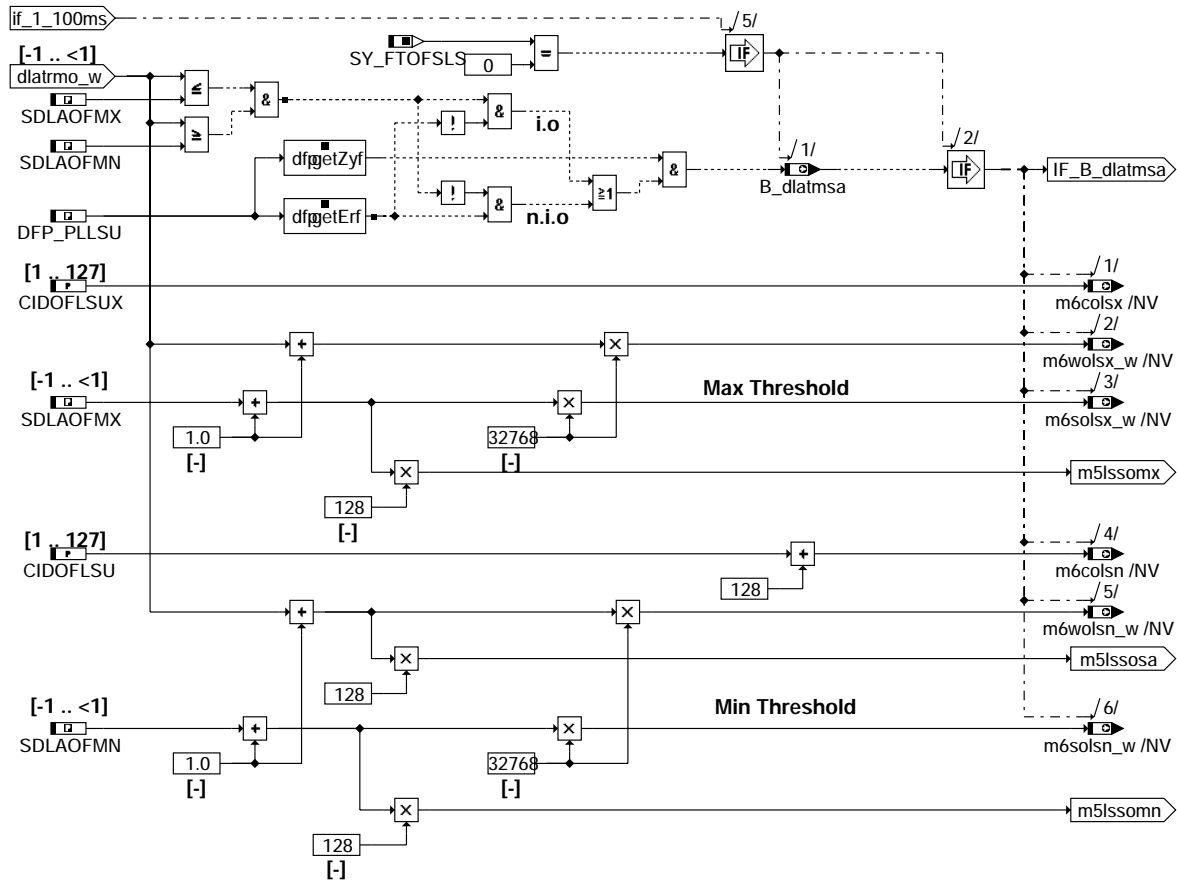 if_1_100ms
/5/
IF
[-1 .. <1]
SY_FTOFSLS
0
=
dlatrmo_w
≤
SDLAOFMX
&
&
i.o
!
≥
SDLAOFMN
/1/
/2/
dfpgetZyf
&
B_dlatmsa
IF
IF_B_dlatmsa
!
&
≥1
n.i.o
dfpgetErf
DFP_PLLSU
[1 .. 127]
P
CIDOFLSUX
/1/
m6colsx /NV
+
×
/2/
m6wolsx_w /NV
[-1 .. <1]
SDLAOFMX
+
×
Max Threshold
/3/
m6solsx_w /NV
1.0
[-]
32768
[-]
×
m5lssomx
128
[-]
[1 .. 127]
P
CIDOFLSU
+
/4/
m6colsn /NV
128
+
×
/5/
m6wolsn_w /NV
×
m5lssosa
128
[-1 .. <1]
SDLAOFMN
+
×
Min Threshold
/6/
m6solsn_w /NV
1.0
[-]
32768
[-]
×
m5lssomn
128
[-]